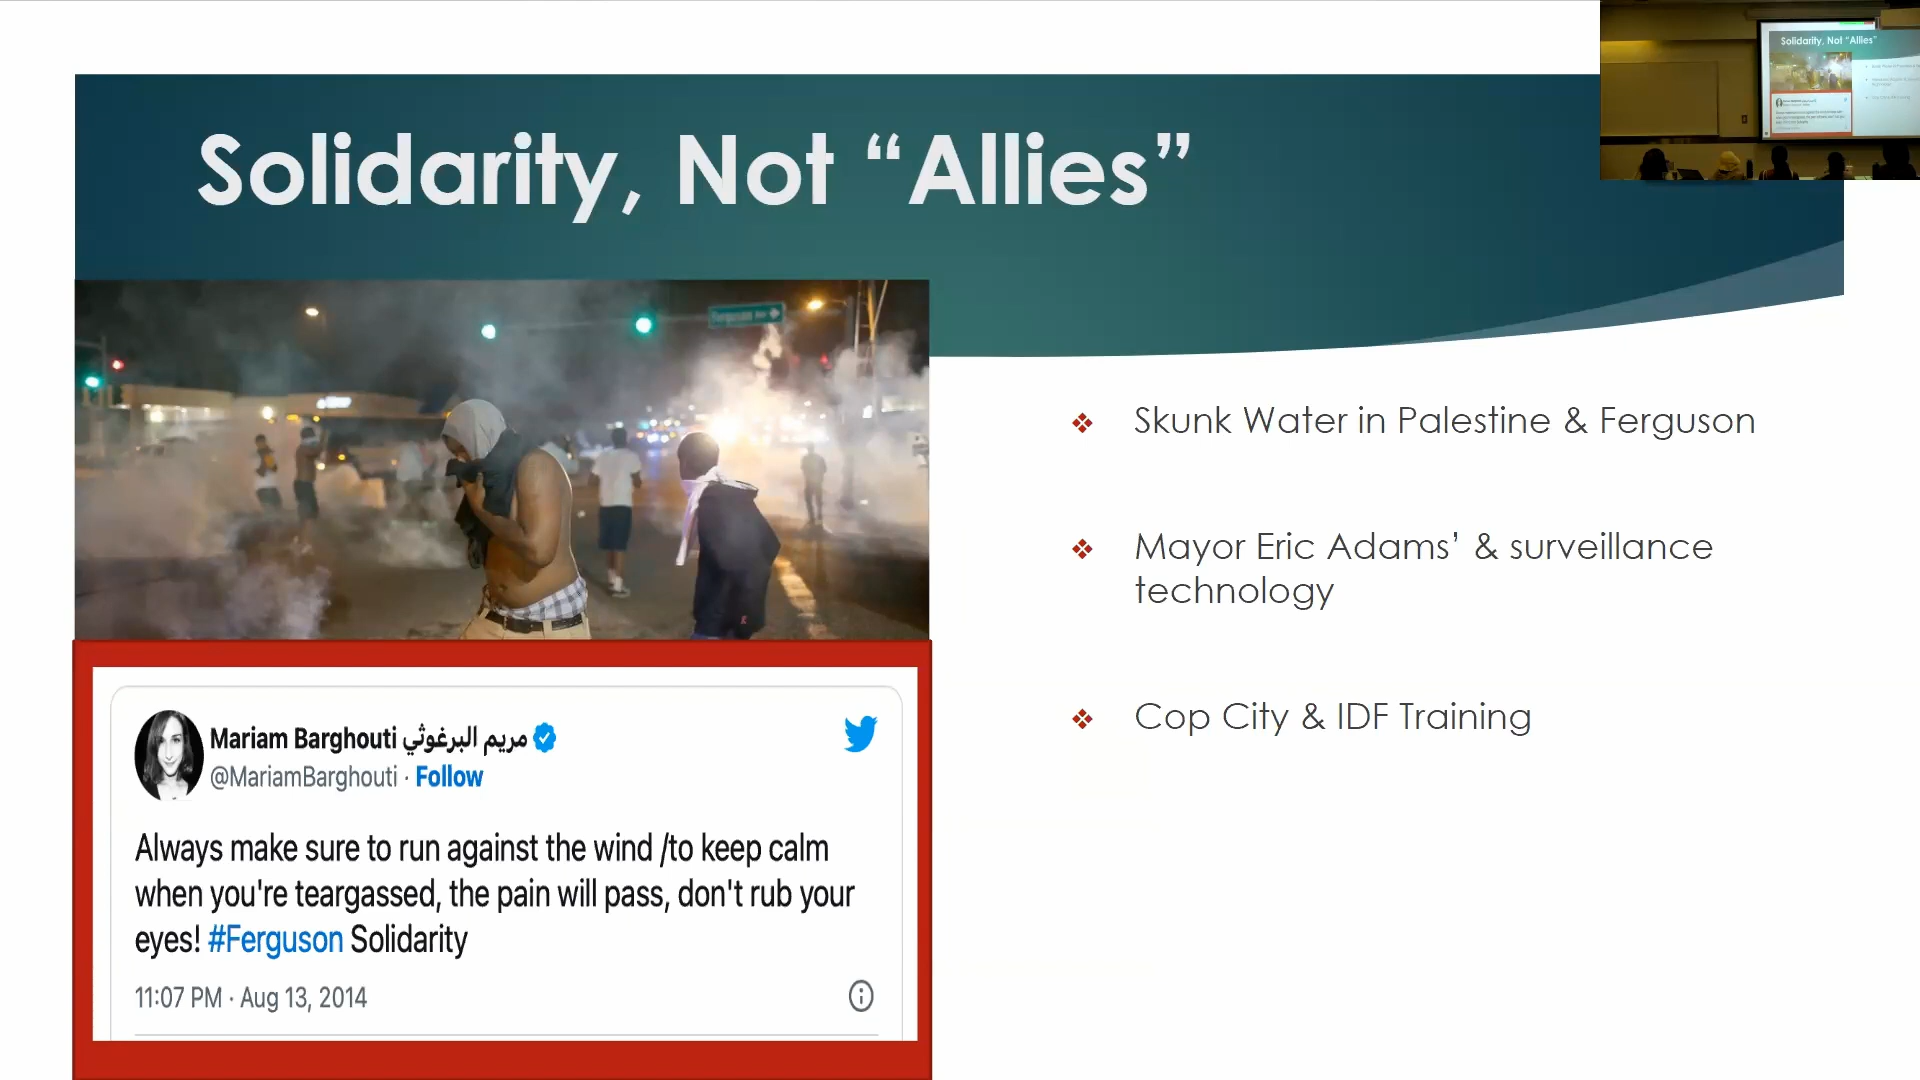 Solidarity, Not “Allies”
Solidarity, Not “Allies”
Ferguson Ave
❖ Skunk Water in Palestine & Ferguson
❖ Mayor Eric Adams’ & surveillance
technology
❖ Cop City & IDF Training
Mariam Barghouti مريم البرغوثي
@MariamBarghouti · Follow
Always make sure to run against the wind /to keep calm
when you're teargassed, the pain will pass, don't rub your
eyes! #Ferguson Solidarity
11:07 PM · Aug 13, 2014